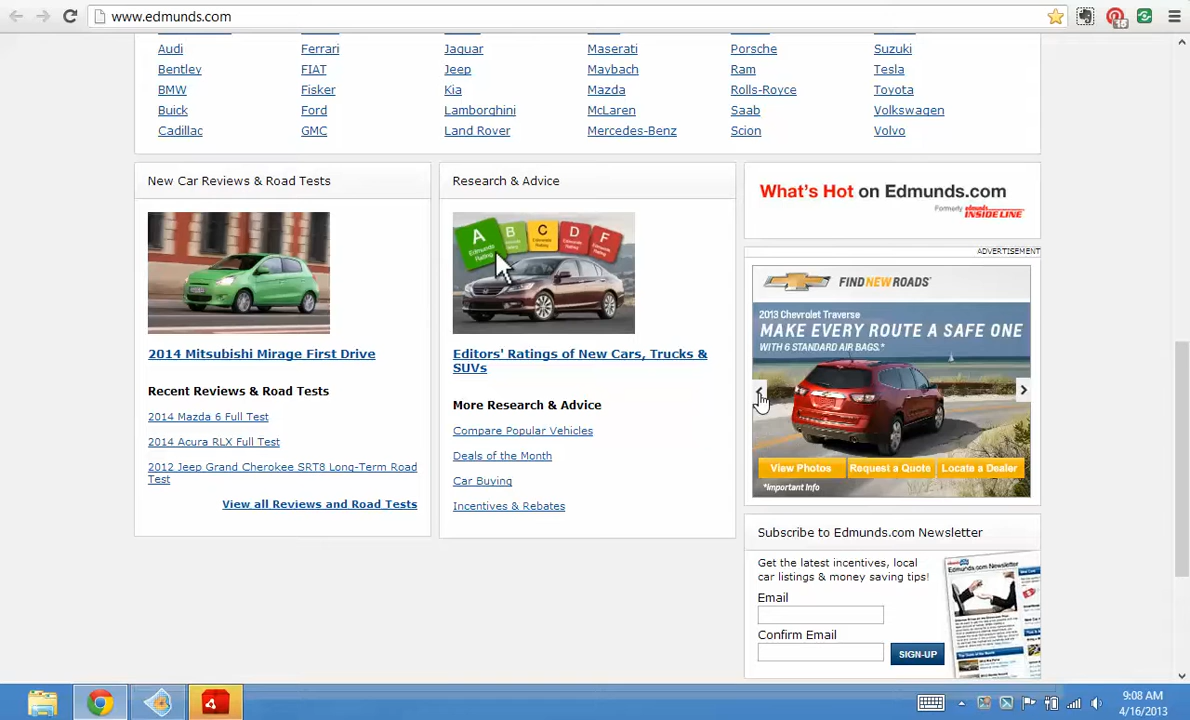 www.edmunds.com
Audi Ferrari Jaquar Maserati Porsche Suzuki
Bentley FIAT Jeep Maybach Ram Tesla
BMW Fisker Kia Mazda Rolls-Royce Toyota
Buick Ford Lamborghini McLaren Saab Volkswagen
Cadillac GMC Land Rover Mercedes-Benz Scion Volvo
New Car Reviews & Road Tests
2014 Mitsubishi Mirage First Drive
Recent Reviews & Road Tests
2014 Mazda 6 Full Test
2014 Acura RLX Full Test
2012 Jeep Grand Cherokee SRT8 Long-Term Road
Test
View all Reviews and Road Tests
Research & Advice
A B C D F
Edmunds Rating
Editors' Ratings of New Cars, Trucks &
SUVs
More Research & Advice
Compare Popular Vehicles
Deals of the Month
Car Buying
Incentives & Rebates
What's Hot on Edmunds.com
Formerly edmunds INSIDE LINE
ADVERTISEMENT
FIND NEW ROADS
2013 Chevrolet Traverse
MAKE EVERY ROUTE A SAFE ONE
WITH 6 STANDARD AIR BAGS.*
View Photos Request a Quote Locate a Dealer
*Important Info
Subscribe to Edmunds.com Newsletter
Get the latest incentives, local
car listings & money saving tips!
Email
Confirm Email
SIGN-UP
Edmunds.com Newsletter
15
9:08 AM
4/16/2013